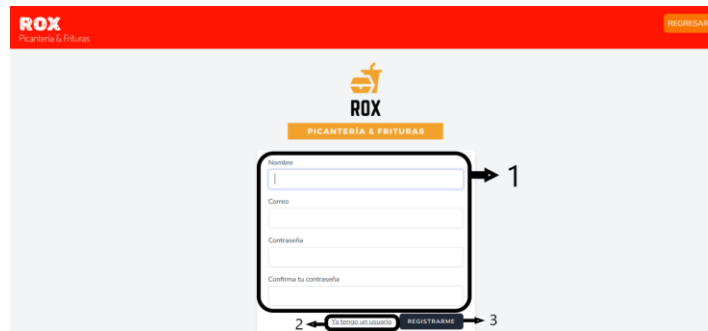 ROX
Picantería & Frituras
REGRESAR
ROX
PICANTERÍA & FRITURAS
Nombre
1
Correo
Contraseña
Confirma tu contraseña
2
Ya tengo un usuario
REGISTRARME
3